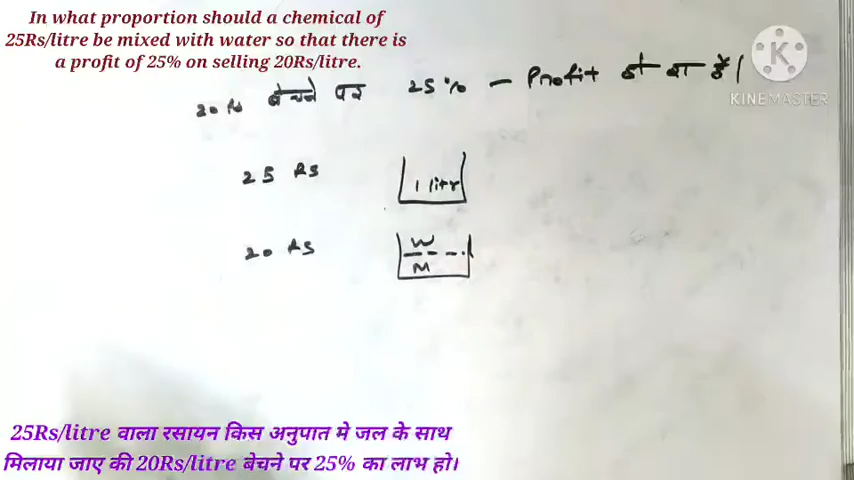 In what proportion should a chemical of
25Rs/litre be mixed with water so that there is
a profit of 25% on selling 20Rs/litre.
KINEMASTER
20 Rs बेचने पर 25% - Profit हो रहा है।
25 RS 1 litr
20 RS W
M
25Rs/litre वाला रसायन किस अनुपात मे जल के साथ
मिलाया जाए की 20Rs/litre बेचने पर 25% का लाभ हो।